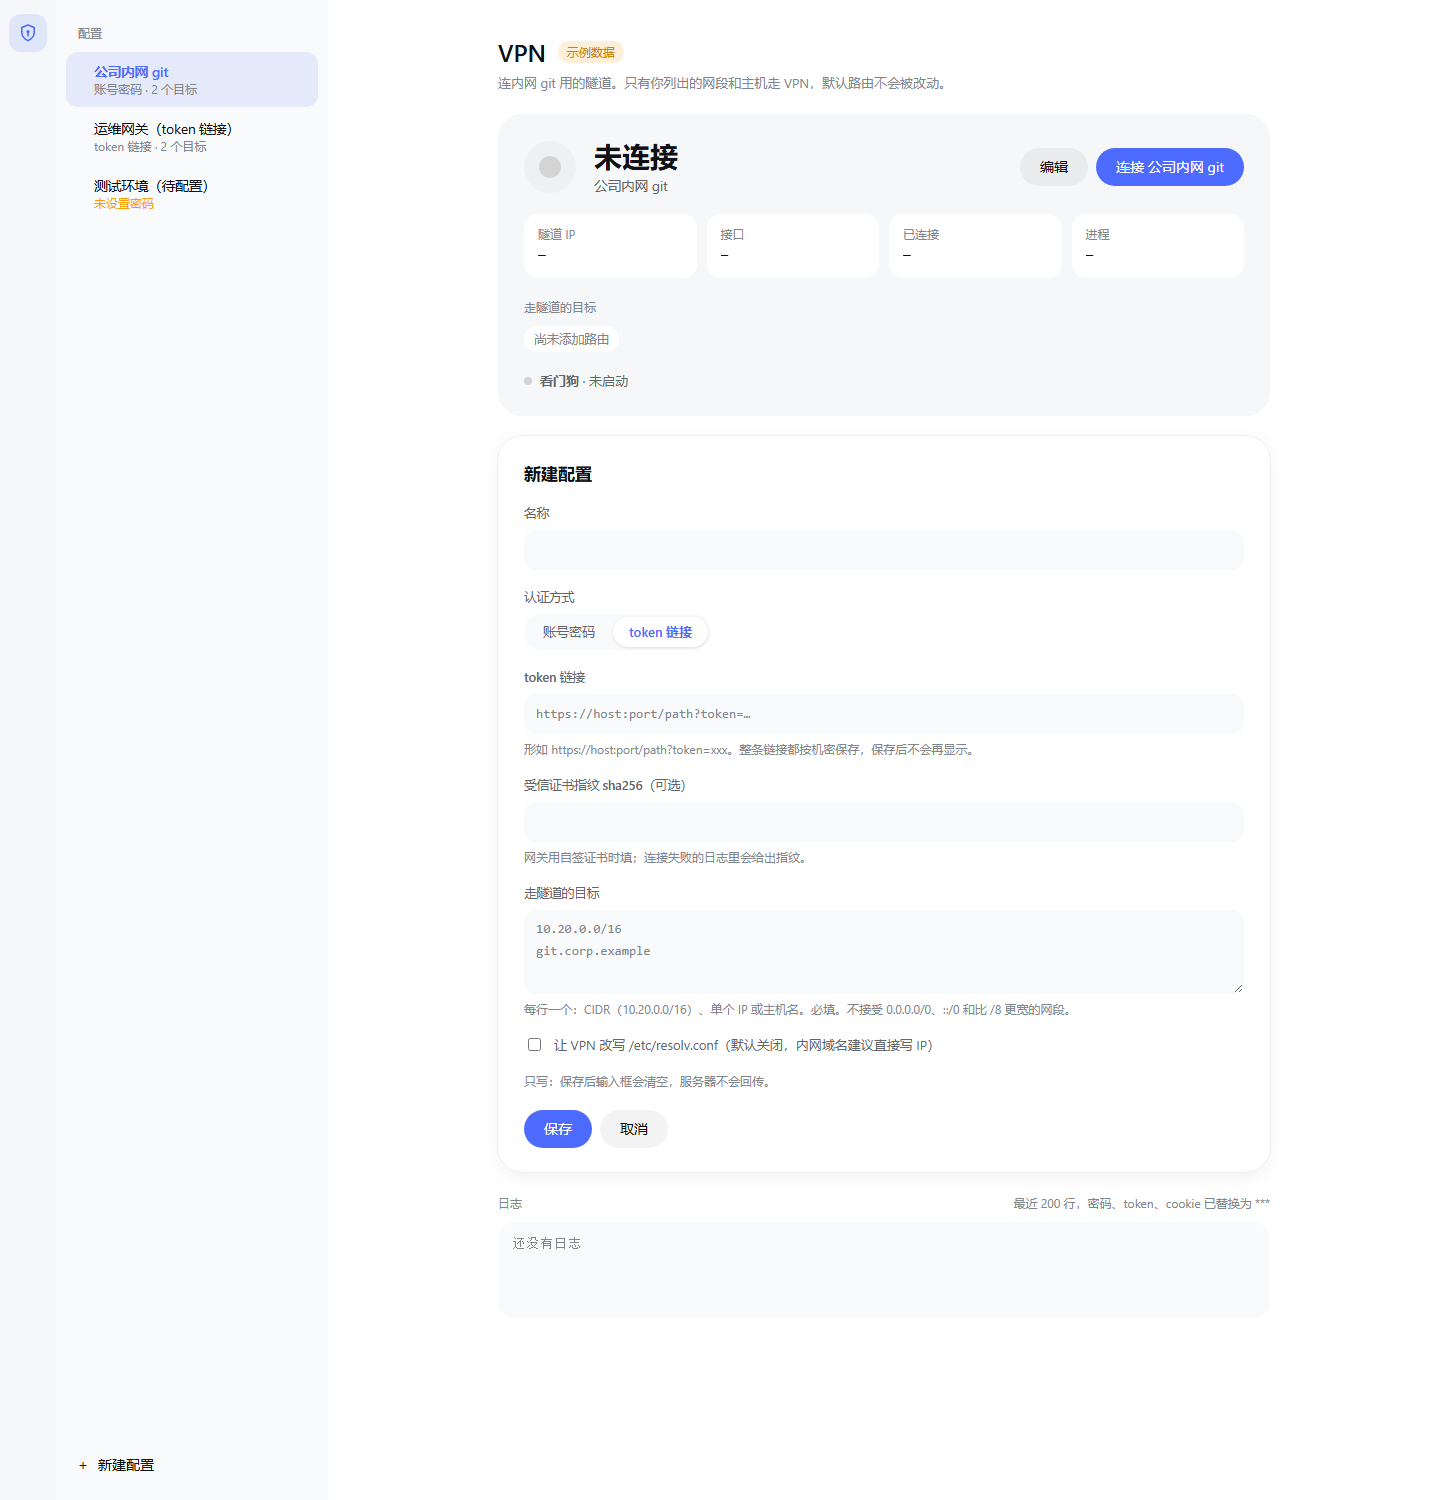 配置
公司内网 git
账号密码 · 2 个目标
运维网关（token 链接）
token 链接 · 2 个目标
测试环境（待配置）
未设置密码
+ 新建配置
VPN 示例数据
连内网 git 用的隧道。只有你列出的网段和主机走 VPN，默认路由不会被改动。
未连接
公司内网 git
编辑
连接 公司内网 git
隧道 IP
–
接口
–
已连接
–
进程
–
走隧道的目标
尚未添加路由
看门狗 · 未启动
新建配置
名称
认证方式
账号密码
token 链接
token 链接
https://host:port/path?token=…
形如 https://host:port/path?token=xxx。整条链接都按机密保存，保存后不会再显示。
受信证书指纹 sha256（可选）
网关用自签证书时填；连接失败的日志里会给出指纹。
走隧道的目标
10.20.0.0/16
git.corp.example
每行一个：CIDR（10.20.0.0/16）、单个 IP 或主机名。必填。不接受 0.0.0.0/0、::/0 和比 /8 更宽的网段。
让 VPN 改写 /etc/resolv.conf（默认关闭，内网域名建议直接写 IP）
只写：保存后输入框会清空，服务器不会回传。
保存
取消
日志
最近 200 行，密码、token、cookie 已替换为 ***
还没有日志